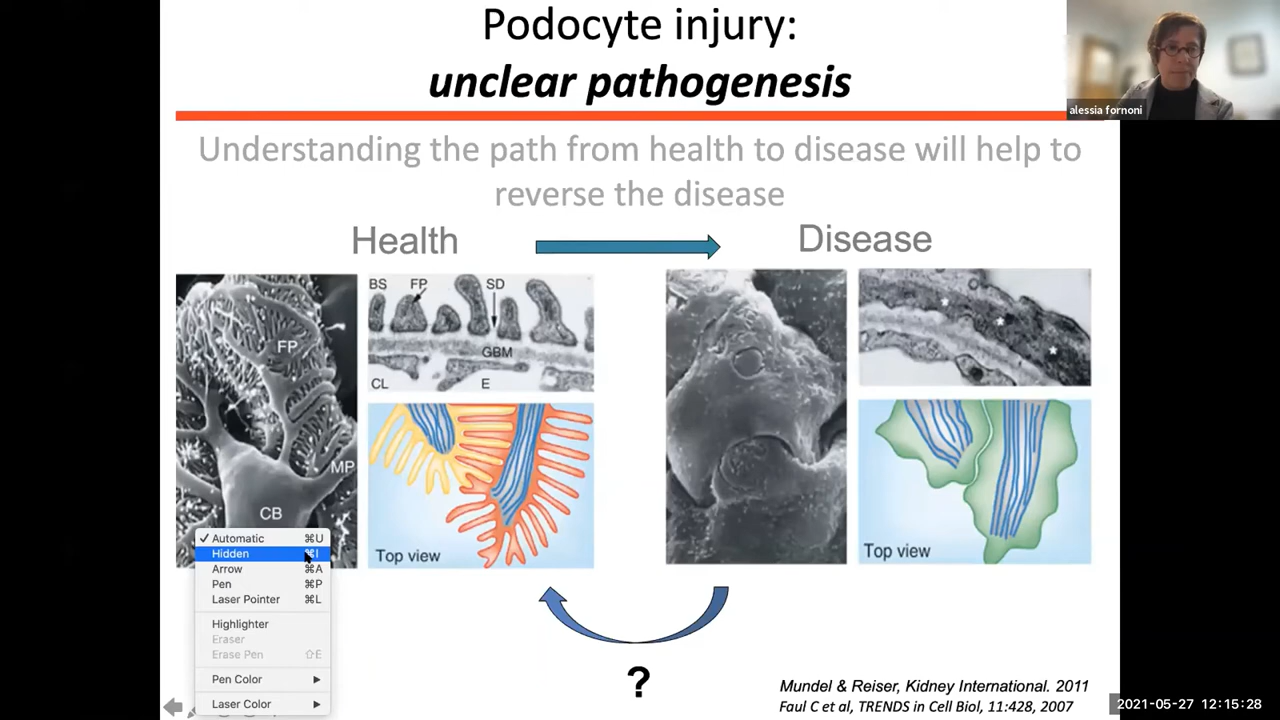 Podocyte injury:
unclear pathogenesis
alessia fornoni
Understanding the path from health to disease will help to
reverse the disease
Health
Disease
FP
MP
CB
BS FP SD
GBM
CL E
Top view
Top view
✓ Automatic ⌘U
Hidden ⌘I
Arrow ⌘A
Pen ⌘P
Laser Pointer ⌘L
Highlighter
Eraser
Erase Pen ⇧E
Pen Color
Laser Color
?
Mundel & Reiser, Kidney International. 2011
Faul C et al, TRENDS in Cell Biol, 11:428, 2007
2021-05-27 12:15:28